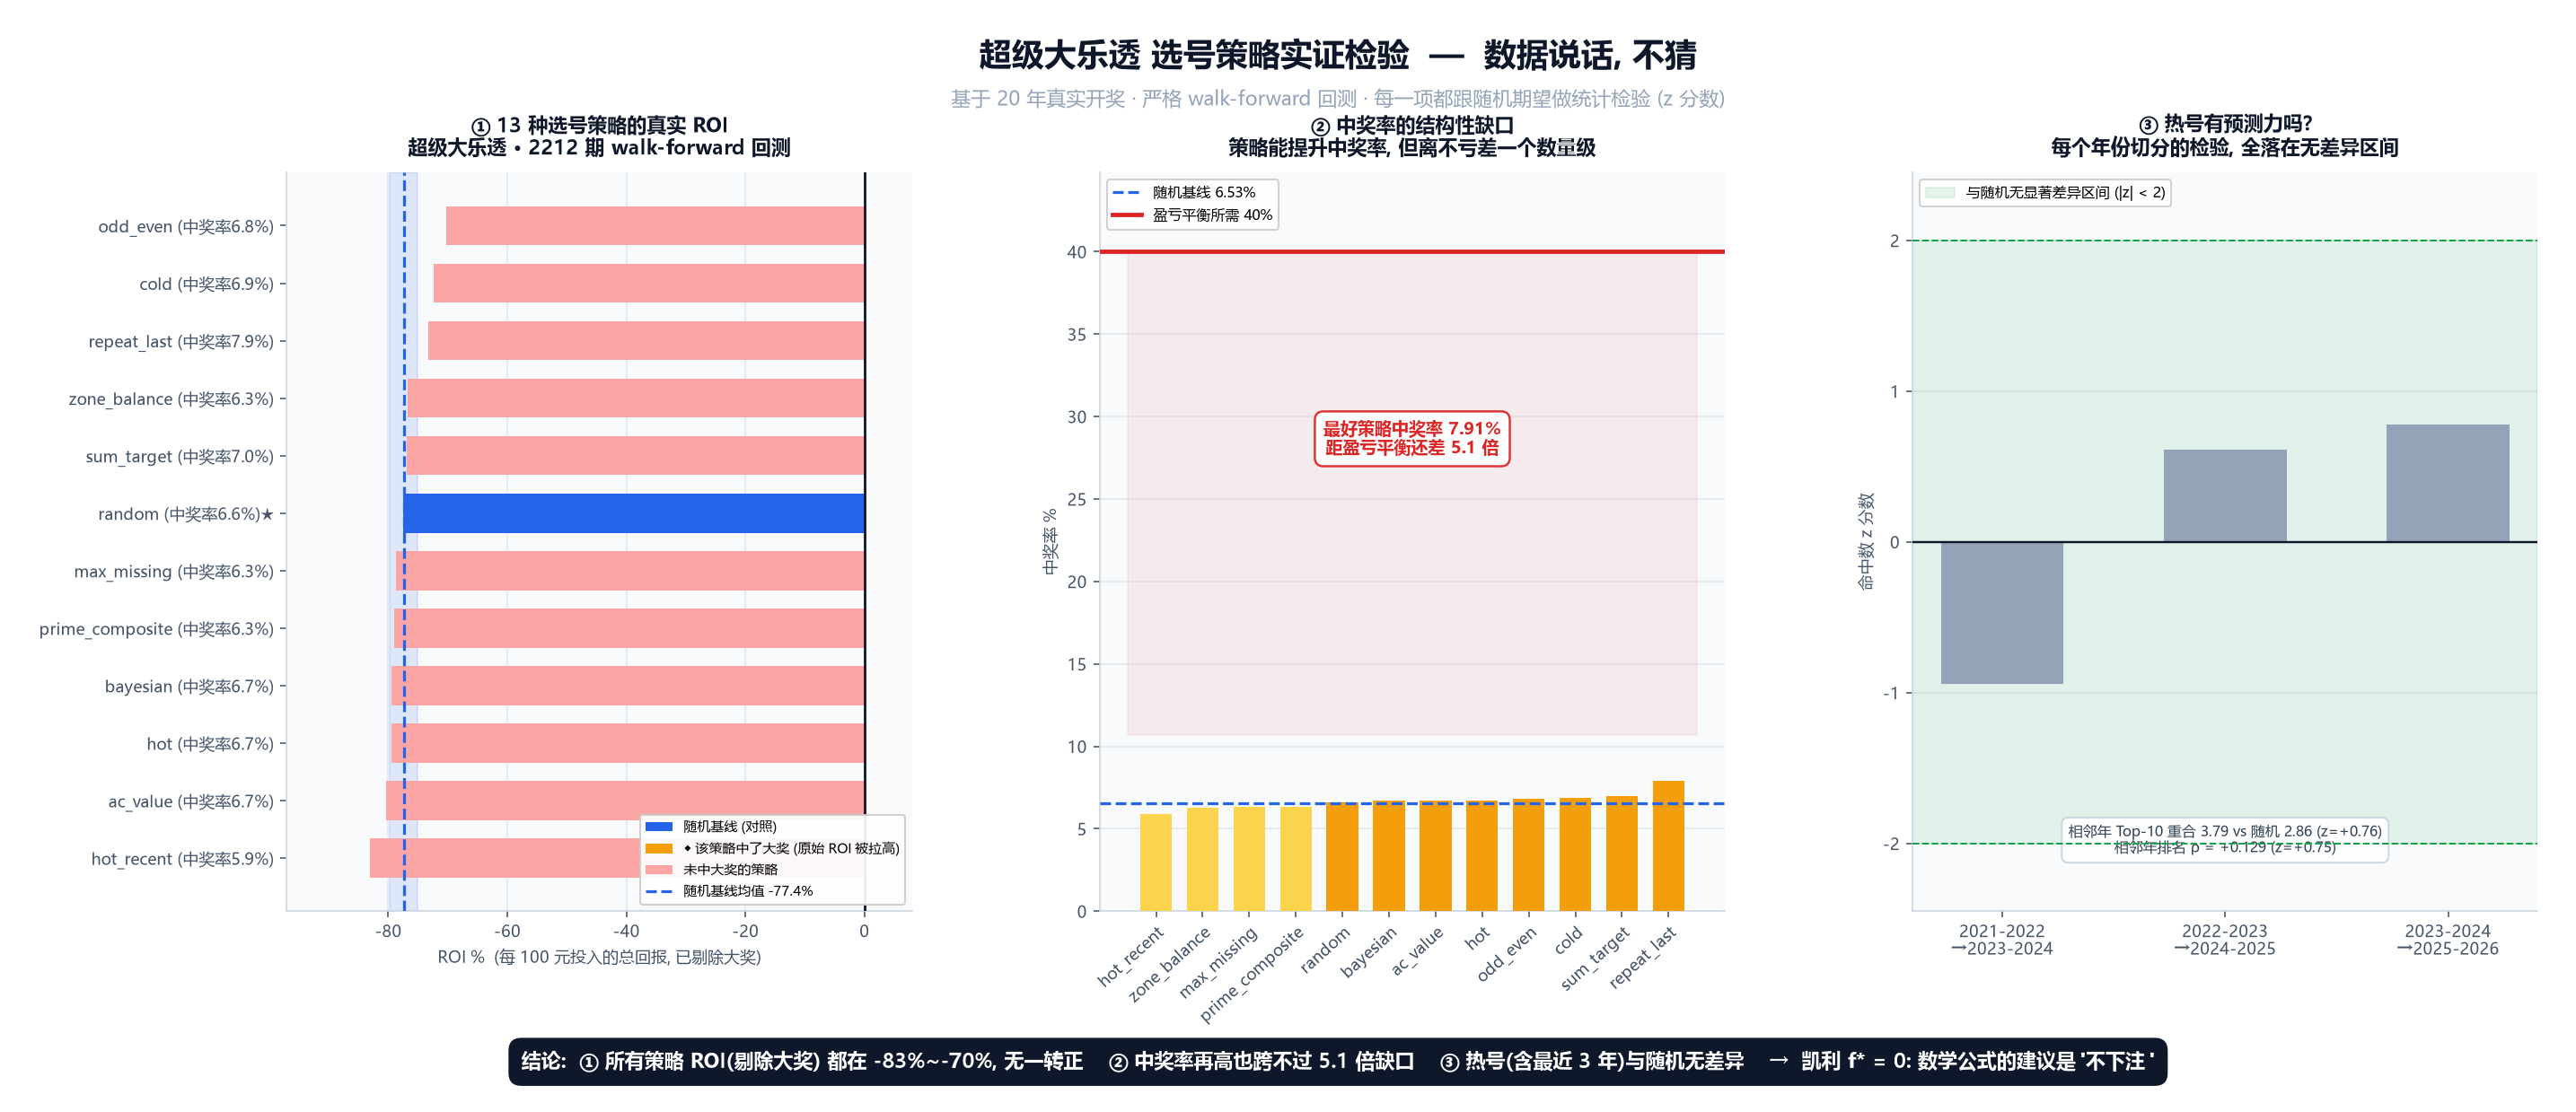 超级大乐透 选号策略实证检验 — 数据说话, 不猜
基于 20 年真实开奖 · 严格 walk-forward 回测 · 每一项都跟随机期望做统计检验 (z 分数)
① 13 种选号策略的真实 ROI
超级大乐透 • 2212 期 walk-forward 回测
odd_even (中奖率6.8%)
cold (中奖率6.9%)
repeat_last (中奖率7.9%)
zone_balance (中奖率6.3%)
sum_target (中奖率7.0%)
random (中奖率6.6%)★
max_missing (中奖率6.3%)
prime_composite (中奖率6.3%)
bayesian (中奖率6.7%)
hot (中奖率6.7%)
ac_value (中奖率6.7%)
hot_recent (中奖率5.9%)
随机基线 (对照)
◆ 该策略中了大奖 (原始 ROI 被拉高)
未中大奖的策略
随机基线均值 -77.4%
-80
-60
-40
-20
0
ROI % (每 100 元投入的总回报, 已剔除大奖)
② 中奖率的结构性缺口
策略能提升中奖率, 但离不亏差一个数量级
随机基线 6.53%
盈亏平衡所需 40%
中奖率 %
40
35
30
25
20
15
10
5
0
最好策略中奖率 7.91%
距盈亏平衡还差 5.1 倍
hot_recent
zone_balance
max_missing
prime_composite
random
bayesian
ac_value
hot
odd_even
cold
sum_target
repeat_last
③ 热号有预测力吗?
每个年份切分的检验, 全落在无差异区间
与随机无显著差异区间 (|z| < 2)
命中数 z 分数
2
1
0
-1
-2
相邻年 Top-10 重合 3.79 vs 随机 2.86 (z=+0.76)
相邻年排名 ρ = +0.129 (z=+0.75)
2021-2022
→2023-2024
2022-2023
→2024-2025
2023-2024
→2025-2026
结论: ① 所有策略 ROI(剔除大奖) 都在 -83%~-70%, 无一转正 ② 中奖率再高也跨不过 5.1 倍缺口 ③ 热号(含最近 3 年)与随机无差异 → 凯利 f* = 0: 数学公式的建议是 '不下注 '